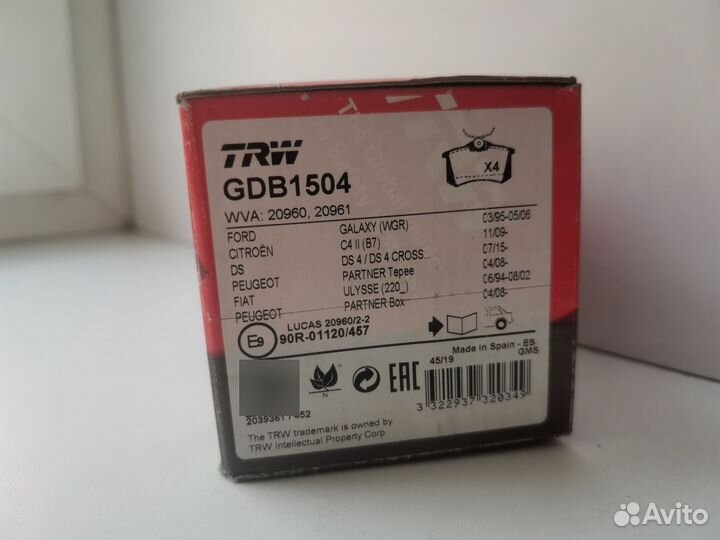 TRW
GDB1504
X4
WVA: 20960, 20961
FORD GALAXY (WGR) 03/95-05/06
CITROËN C4 II (B7) 11/09-
DS DS 4 / DS 4 CROSS... 07/15-
PEUGEOT PARTNER Tepee 04/08-
FIAT ULYSSE (220_) 06/94-08/02
PEUGEOT PARTNER Box 04/08-
LUCAS 20960/2-2
E9 90R-01120/457
Made in Spain - ES
45/19 GMS
N
EAC
3 322937 320349
20393617 452
The TRW trademark is owned by
TRW Intellectual Property Corp.
Avito